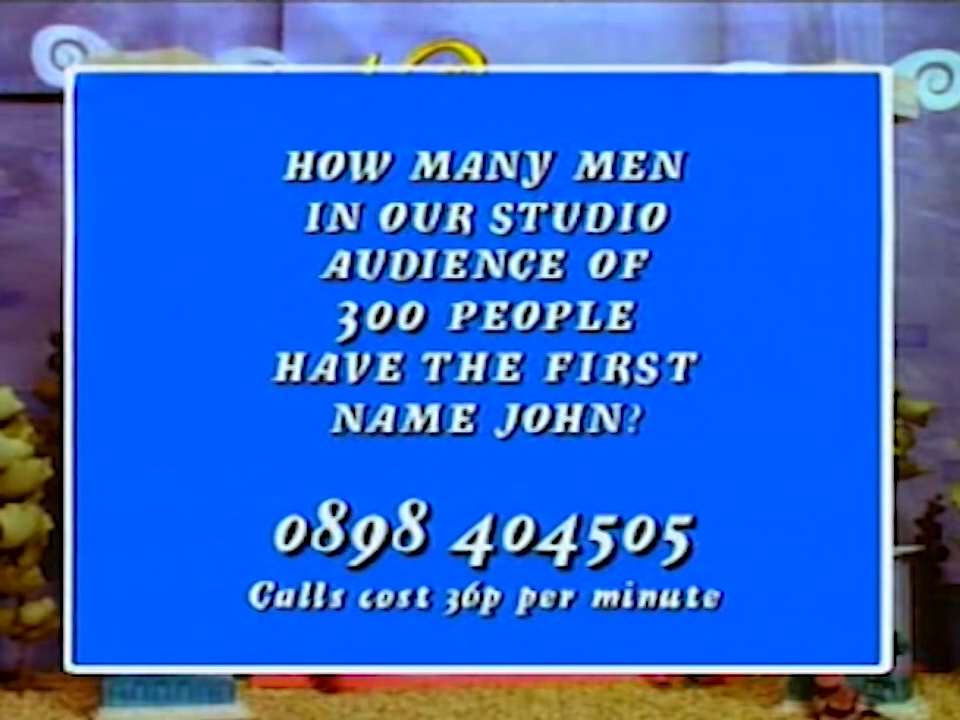 HOW MANY MEN
IN OUR STUDIO
AUDIENCE OF
300 PEOPLE
HAVE THE FIRST
NAME JOHN?
0898 404505
Calls cost 36p per minute